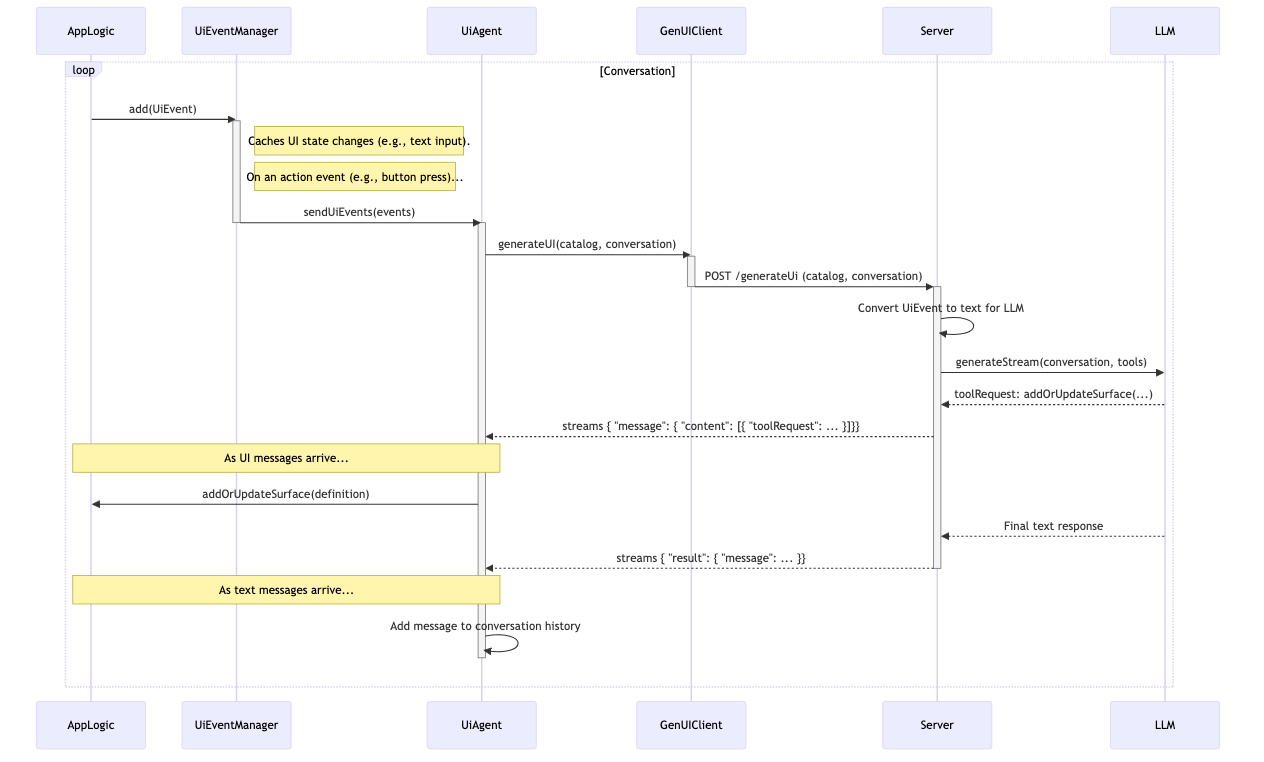 AppLogic
UiEventManager
UiAgent
GenUIClient
Server
LLM
loop
[Conversation]
add(UiEvent)
Caches UI state changes (e.g., text input).
On an action event (e.g., button press)...
sendUiEvents(events)
generateUI(catalog, conversation)
POST /generateUi (catalog, conversation)
Convert UiEvent to text for LLM
generateStream(conversation, tools)
toolRequest: addOrUpdateSurface(...)
streams { "message": { "content": [{ "toolRequest": ... }]}}
As UI messages arrive...
addOrUpdateSurface(definition)
Final text response
streams { "result": { "message": ... }}
As text messages arrive...
Add message to conversation history
AppLogic
UiEventManager
UiAgent
GenUIClient
Server
LLM